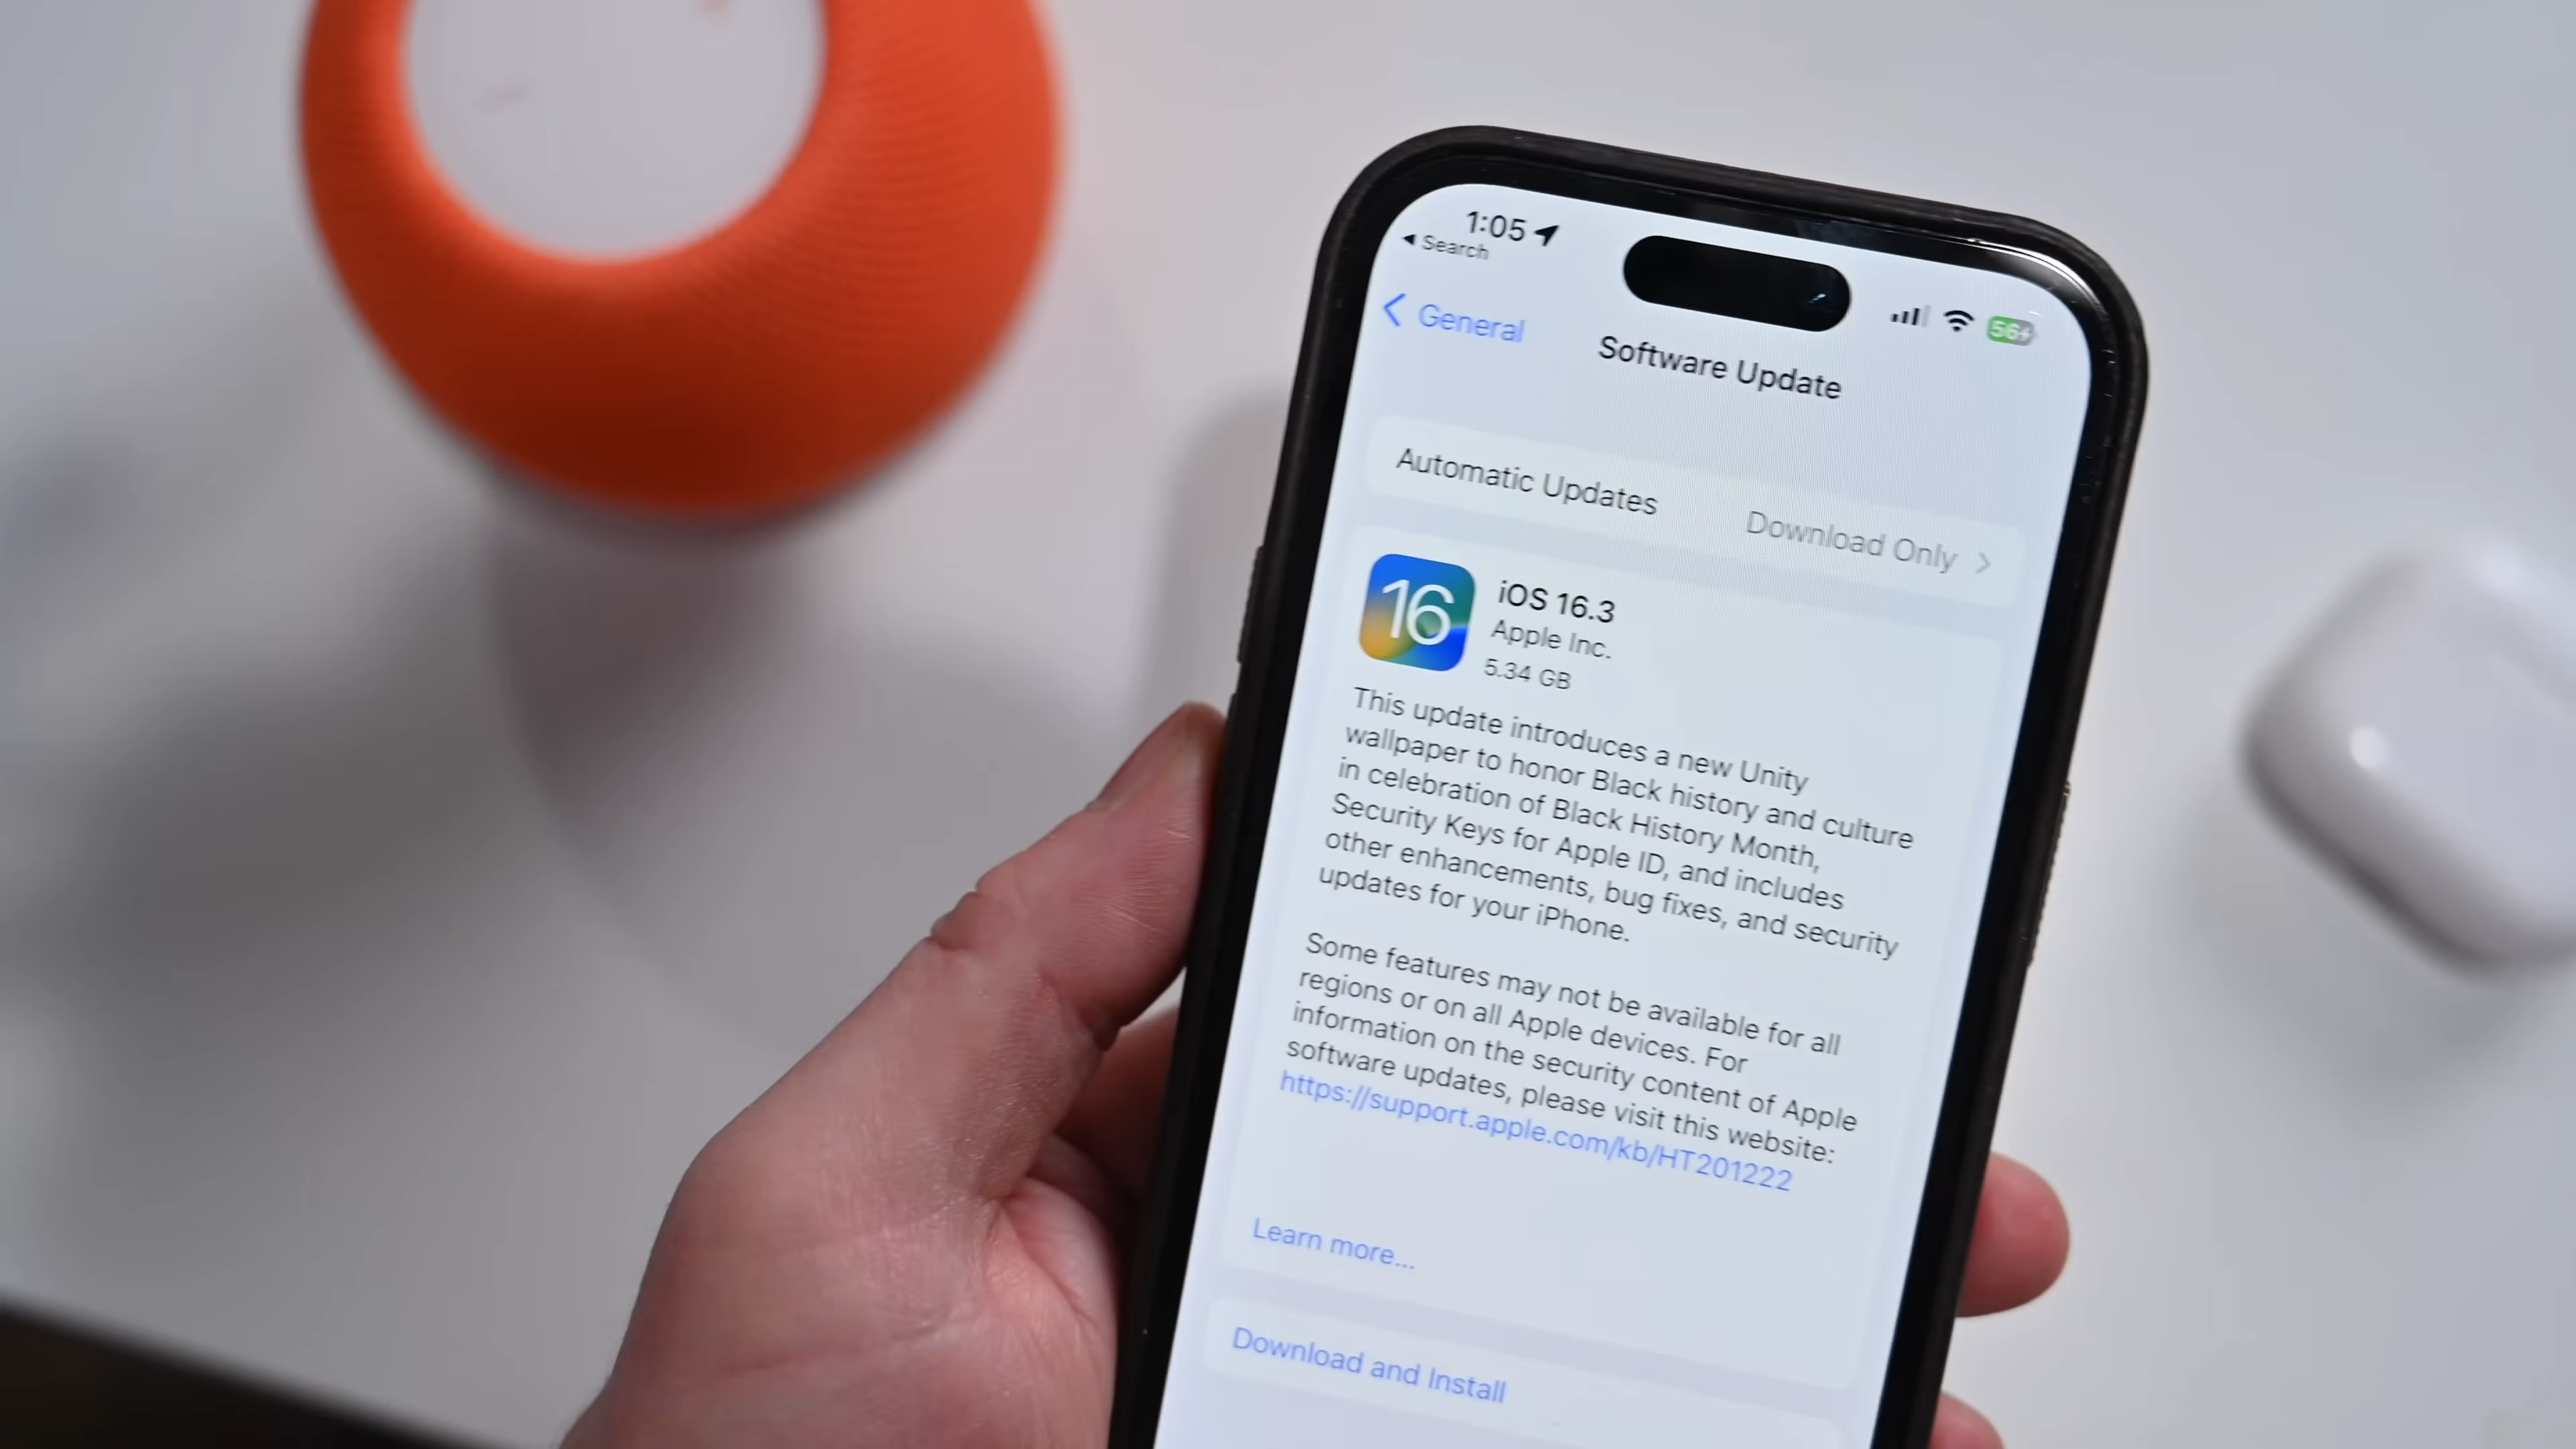 1:05
Search
56
General
Software Update
Automatic Updates
Download Only
16
iOS 16.3
Apple Inc.
5.34 GB
This update introduces a new Unity
wallpaper to honor Black history and culture
in celebration of Black History Month,
Security Keys for Apple ID, and includes
other enhancements, bug fixes, and security
updates for your iPhone.
Some features may not be available for all
regions or on all Apple devices. For
information on the security content of Apple
software updates, please visit this website:
https://support.apple.com/kb/HT201222
Learn more...
Download and Install